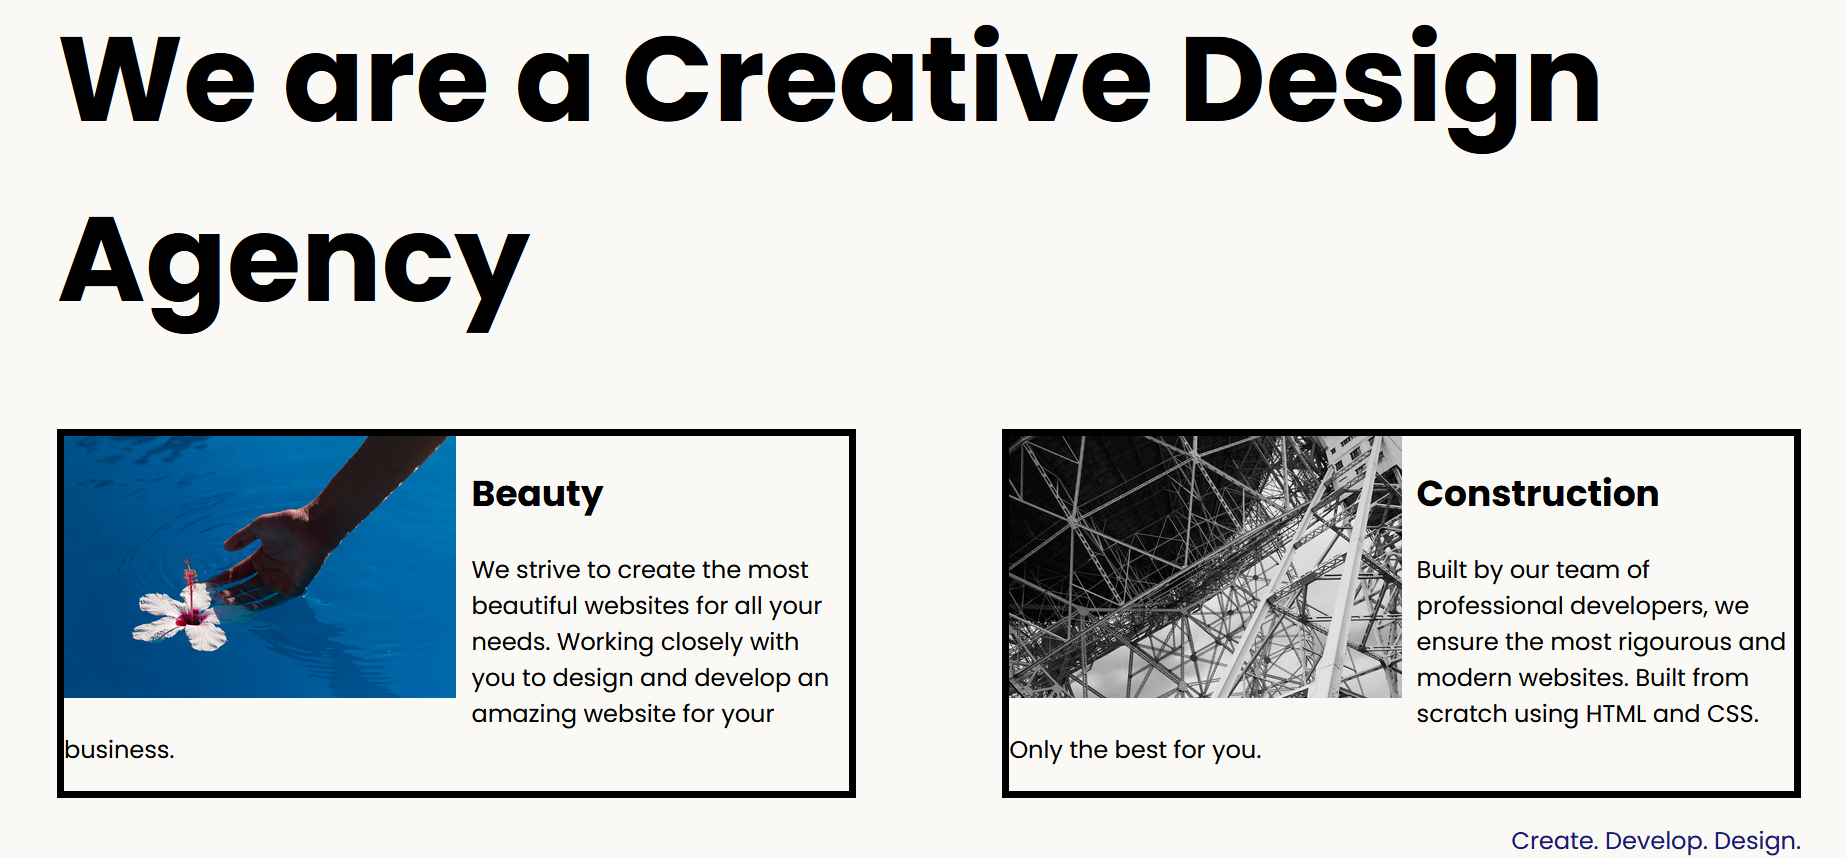 We are a Creative Design
Agency
Beauty
We strive to create the most
beautiful websites for all your
needs. Working closely with
you to design and develop an
amazing website for your
business.
Construction
Built by our team of
professional developers, we
ensure the most rigourous and
modern websites. Built from
scratch using HTML and CSS.
Only the best for you.
Create. Develop. Design.